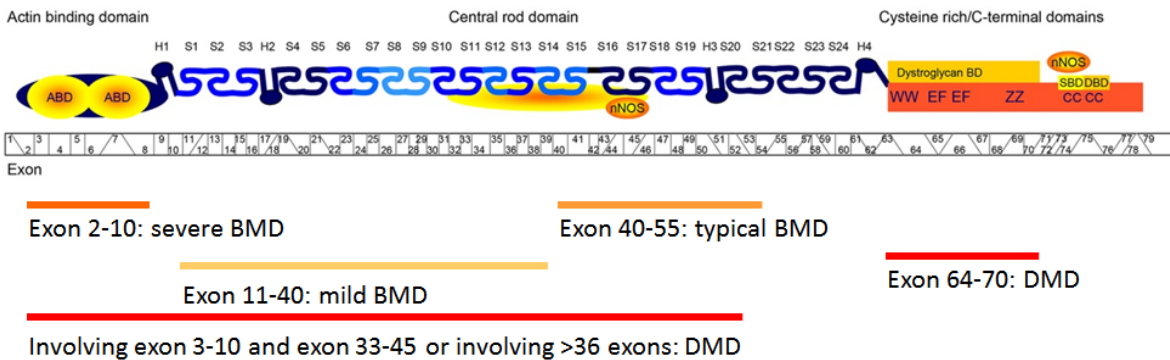 Actin binding domain Central rod domain Cysteine rich/C-terminal domains
H1 S1 S2 S3 H2 S4 S5 S6 S7 S8 S9 S10 S11 S12 S13 S14 S15 S16 S17 S18 S19 H3 S20 S21 S22 S23 S24 H4
nNOS
Dystroglycan BD
SBD DBD
ABD ABD
WW EF EF ZZ CC CC
nNOS
1 3 5 7 9 11 13 15 17 19 21 23 25 27 29 31 33 35 37 39 41 43 45 47 49 51 53 55 57 59 61 63 65 67 69 71 73 75 77 79
2 4 6 8 10 12 14 16 18 20 22 24 26 28 30 32 34 36 38 40 42 44 46 48 50 52 54 56 58 60 62 64 66 68 70 72 74 76 78
Exon
Exon 2-10: severe BMD Exon 40-55: typical BMD
Exon 64-70: DMD
Exon 11-40: mild BMD
Involving exon 3-10 and exon 33-45 or involving >36 exons: DMD